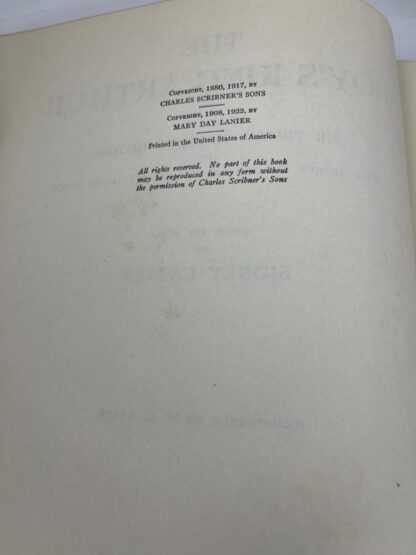 COPYRIGHT, 1880, 1917, BY
CHARLES SCRIBNER'S SONS
COPYRIGHT, 1908, 1922, BY
MARY DAY LANIER
Printed in the United States of America
All rights reserved. No part of this book
may be reproduced in any form without
the permission of Charles Scribner's Sons